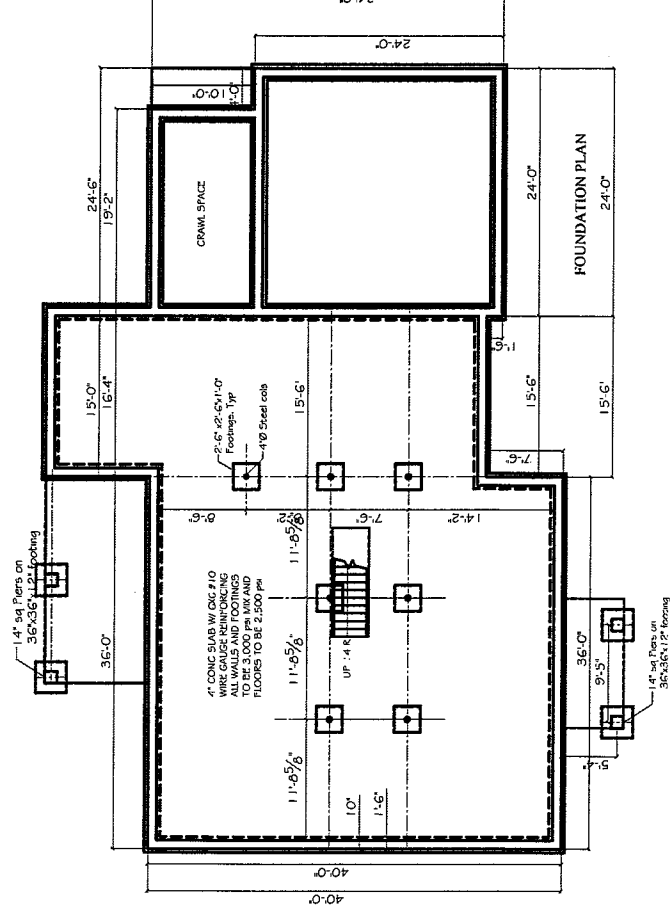 24'-0"
24'-0"
10'-0"
4'-0"
24'-6"
19'-2"
CRAWL SPACE
24'-0"
24'-0"
FOUNDATION PLAN
15'-0"
16'-4"
15'-6"
15'-6"
15'-6"
1'-6"
7'-6"
2'-6" x2'-6"x1'-0"
Footings. Typ
4"Ø Steel cols
8'-6"
7'-6"
14'-2"
14" sq Piers on
36"x36"x12" footing
36'-0"
4" CONC SLAB W/ 6X6 #10
WIRE GAUGE REINFORCING
ALL WALLS AND FOOTINGS
TO BE 3,000 psi MIX AND
FLOORS TO BE 2,500 psi
11'-8 5/8"
11'-8 5/8"
11'-8 5/8"
UP 14 R
10"
1'-6"
36'-0"
9'-5"
5'-4"
14" sq Piers on
36"x36"x12" footing
40'-0"
40'-0"